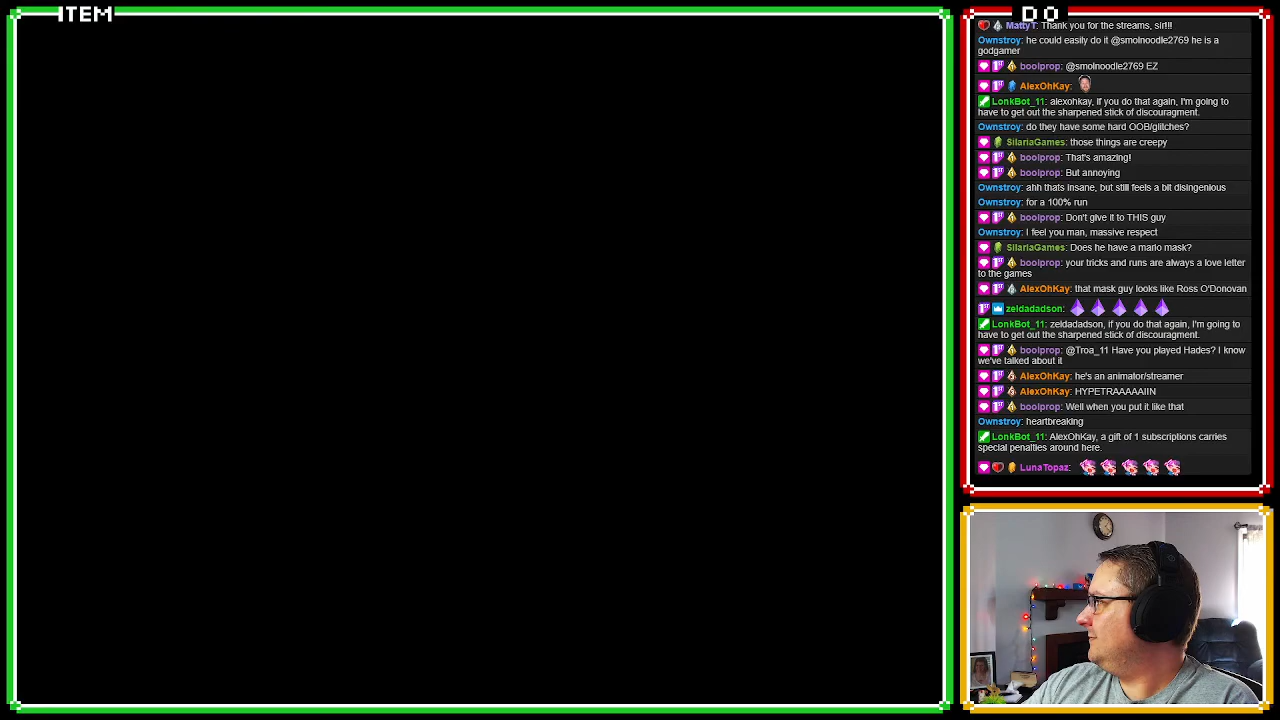 ITEM
DO
MattyT: Thank you for the streams, sir!!!
Ownstroy: he could easily do it @smolnoodle2769 he is a
godgamer
boolprop: @smolnoodle2769 EZ
AlexOhKay:
LonkBot_11: alexohkay, if you do that again, I'm going to
have to get out the sharpened stick of discouragment.
Ownstroy: do they have some hard OOB/glitches?
SilariaGames: those things are creepy
boolprop: That's amazing!
boolprop: But annoying
Ownstroy: ahh thats insane, but still feels a bit disingenious
Ownstroy: for a 100% run
boolprop: Don't give it to THIS guy
Ownstroy: I feel you man, massive respect
SilariaGames: Does he have a mario mask?
boolprop: your tricks and runs are always a love letter
to the games
AlexOhKay: that mask guy looks like Ross O'Donovan
zeldadadson:
LonkBot_11: zeldadadson, if you do that again, I'm going to
have to get out the sharpened stick of discouragment.
boolprop: @Troa_11 Have you played Hades? I know
we've talked about it
AlexOhKay: he's an animator/streamer
AlexOhKay: HYPETRAAAAAIN
boolprop: Well when you put it like that
Ownstroy: heartbreaking
LonkBot_11: AlexOhKay, a gift of 1 subscriptions carries
special penalties around here.
LunaTopaz: